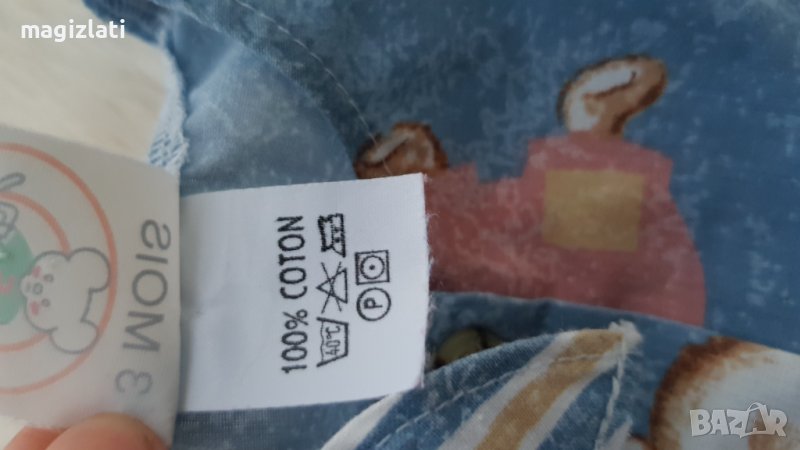 magizlati
3 MOIS
100% COTON
40°C
P
BAZAR